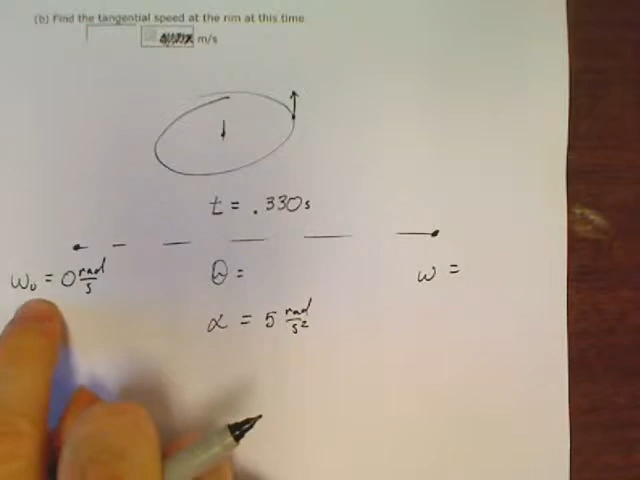 (b) Find the tangential speed at the rim at this time.
m/s
t = .330s
ω₀ = 0 rad/s
θ =
ω =
α = 5 rad/s²